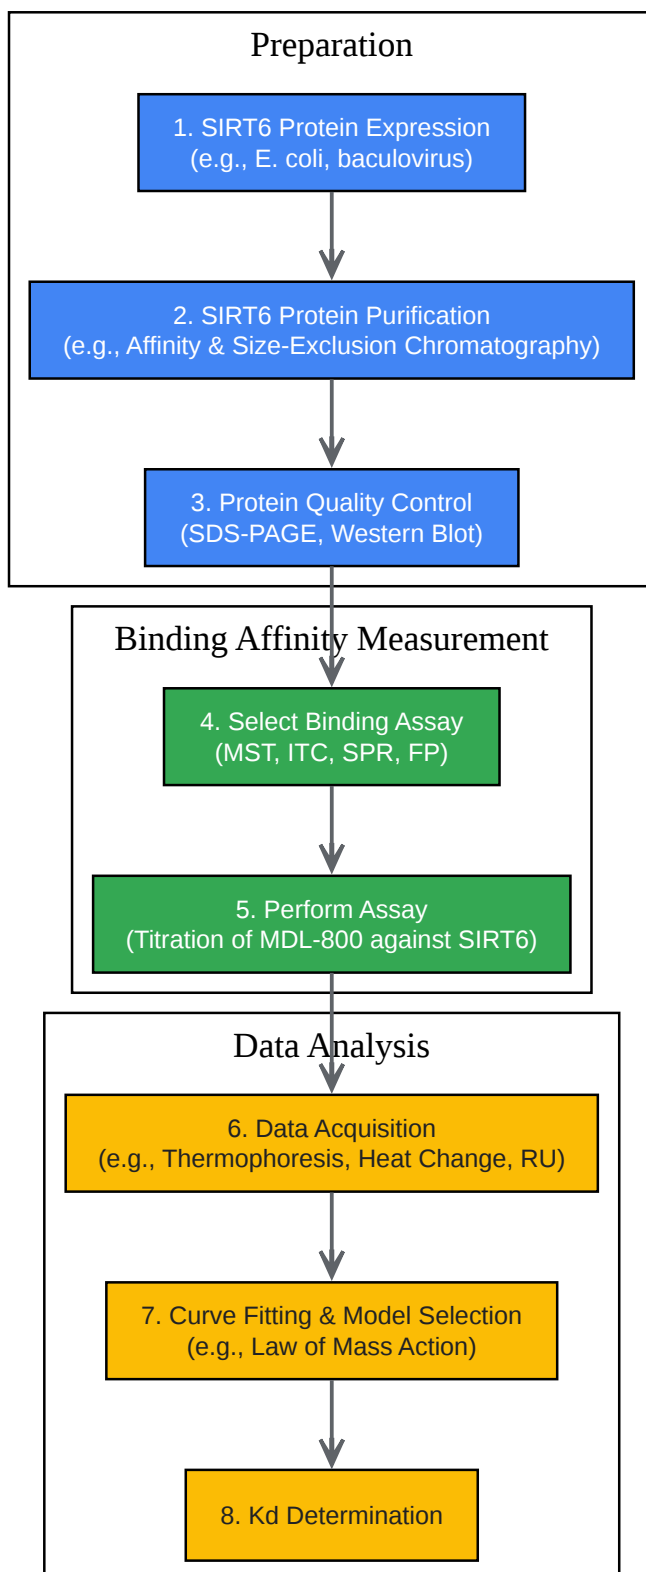 Preparation
1. SIRT6 Protein Expression
(e.g., E. coli, baculovirus)
2. SIRT6 Protein Purification
(e.g., Affinity & Size-Exclusion Chromatography)
3. Protein Quality Control
(SDS-PAGE, Western Blot)
Binding Affinity Measurement
4. Select Binding Assay
(MST, ITC, SPR, FP)
5. Perform Assay
(Titration of MDL-800 against SIRT6)
Data Analysis
6. Data Acquisition
(e.g., Thermophoresis, Heat Change, RU)
7. Curve Fitting & Model Selection
(e.g., Law of Mass Action)
8. Kd Determination